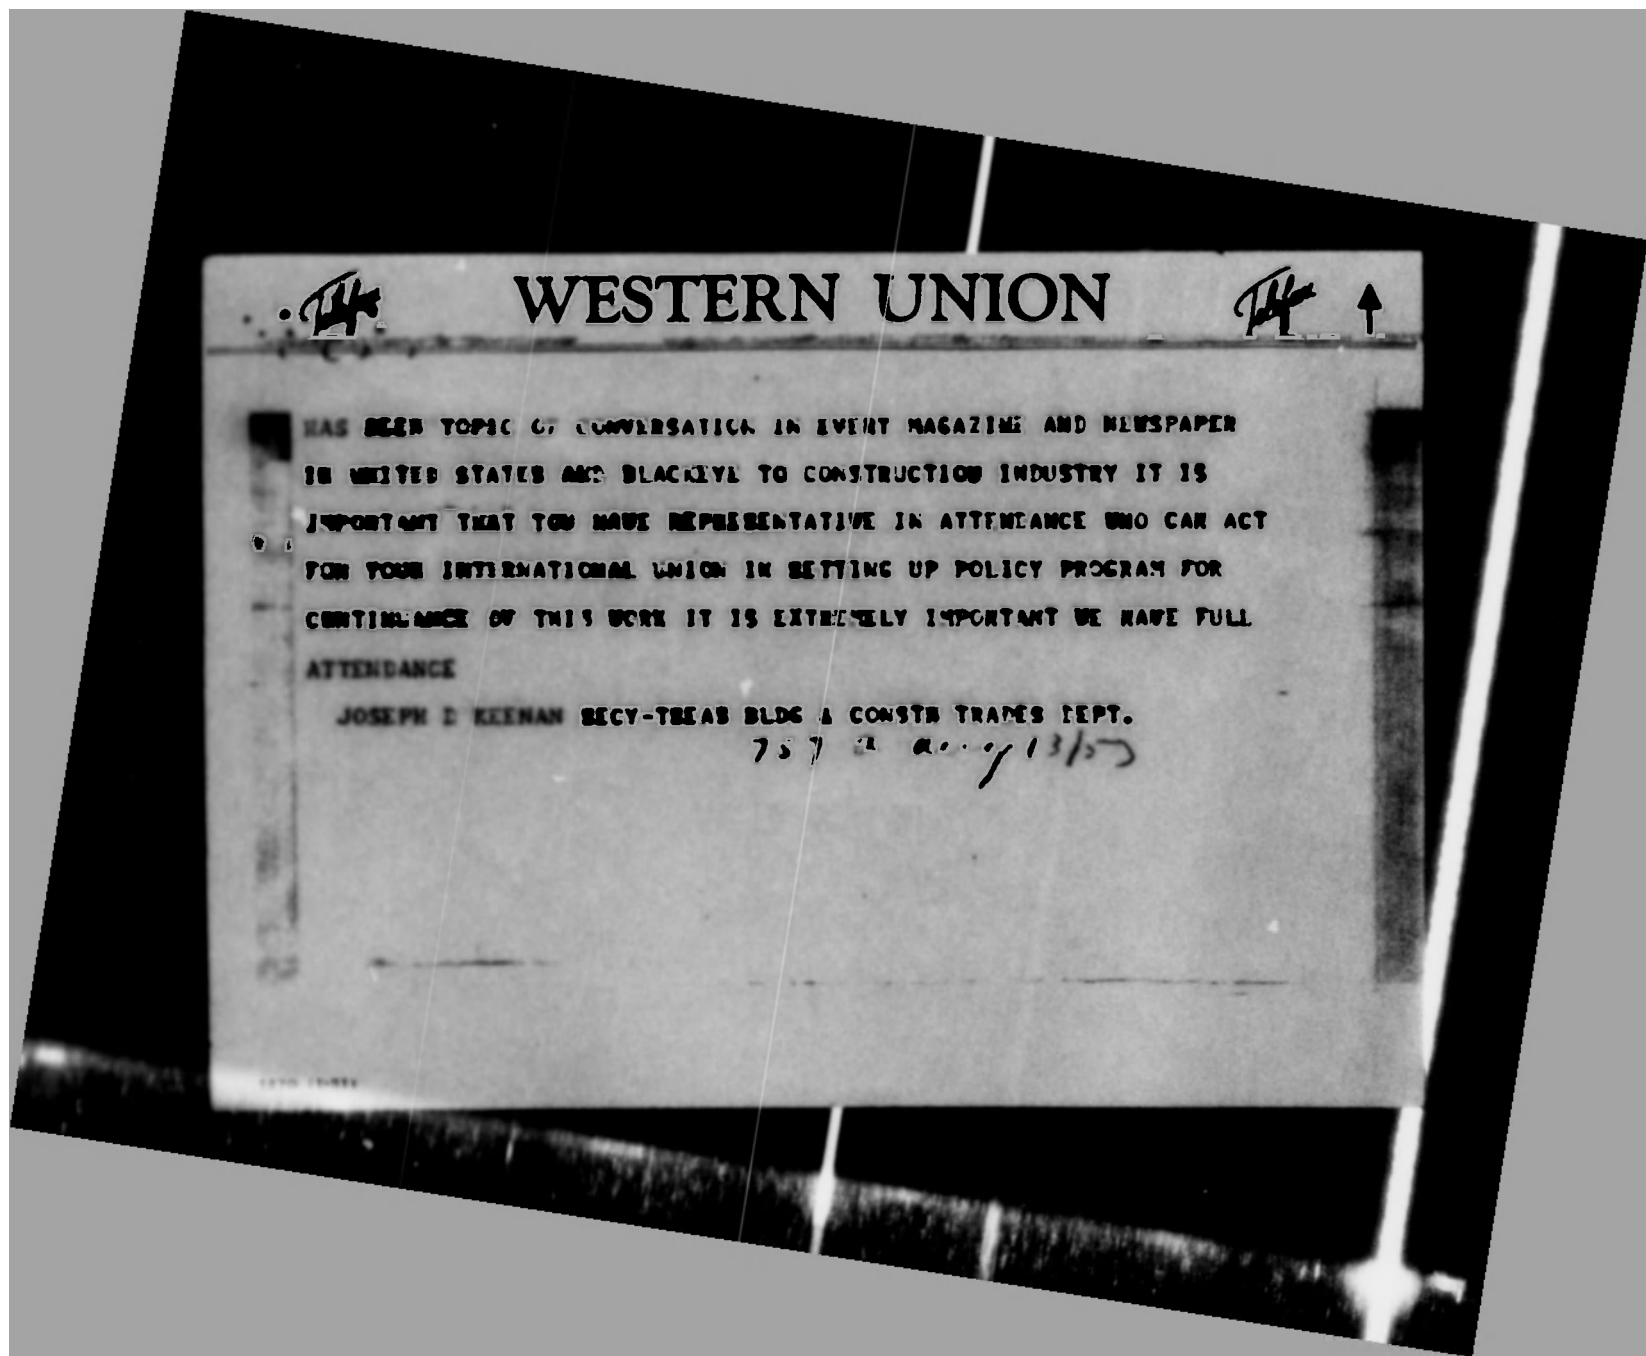 Telefax WESTERN UNION Telefax
HAS BEEN TOPIC OF CONVERSATION IN EVERY MAGAZINE AND NEWSPAPER
IN UNITED STATES AND BLACKEYE TO CONSTRUCTION INDUSTRY IT IS
IMPORTANT THAT YOU HAVE REPRESENTATIVE IN ATTENDANCE WHO CAN ACT
FOR YOUR INTERNATIONAL UNION IN SETTING UP POLICY PROGRAM FOR
CONTINUANCE OF THIS WORK IT IS EXTREMELY IMPORTANT WE HAVE FULL
ATTENDANCE
JOSEPH D KEENAN SECY-TREAS BLDG & CONSTR TRADES DEPT.